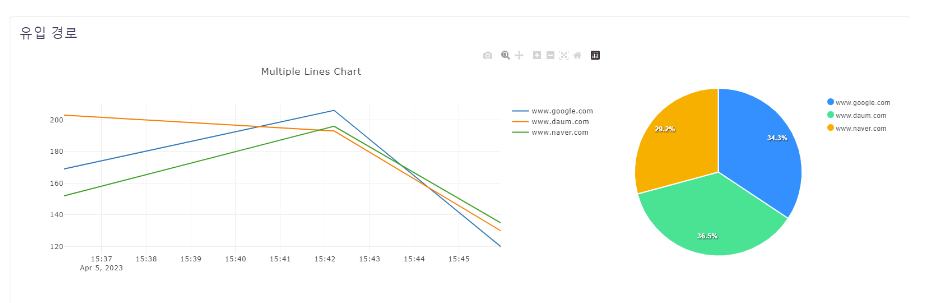 유입 경로
Multiple Lines Chart
200
180
160
140
120
15:37
15:38
15:39
15:40
15:41
15:42
15:43
15:44
15:45
Apr 5, 2023
www.google.com
www.daum.com
www.naver.com
29.2%
34.3%
36.5%
www.google.com
www.daum.com
www.naver.com